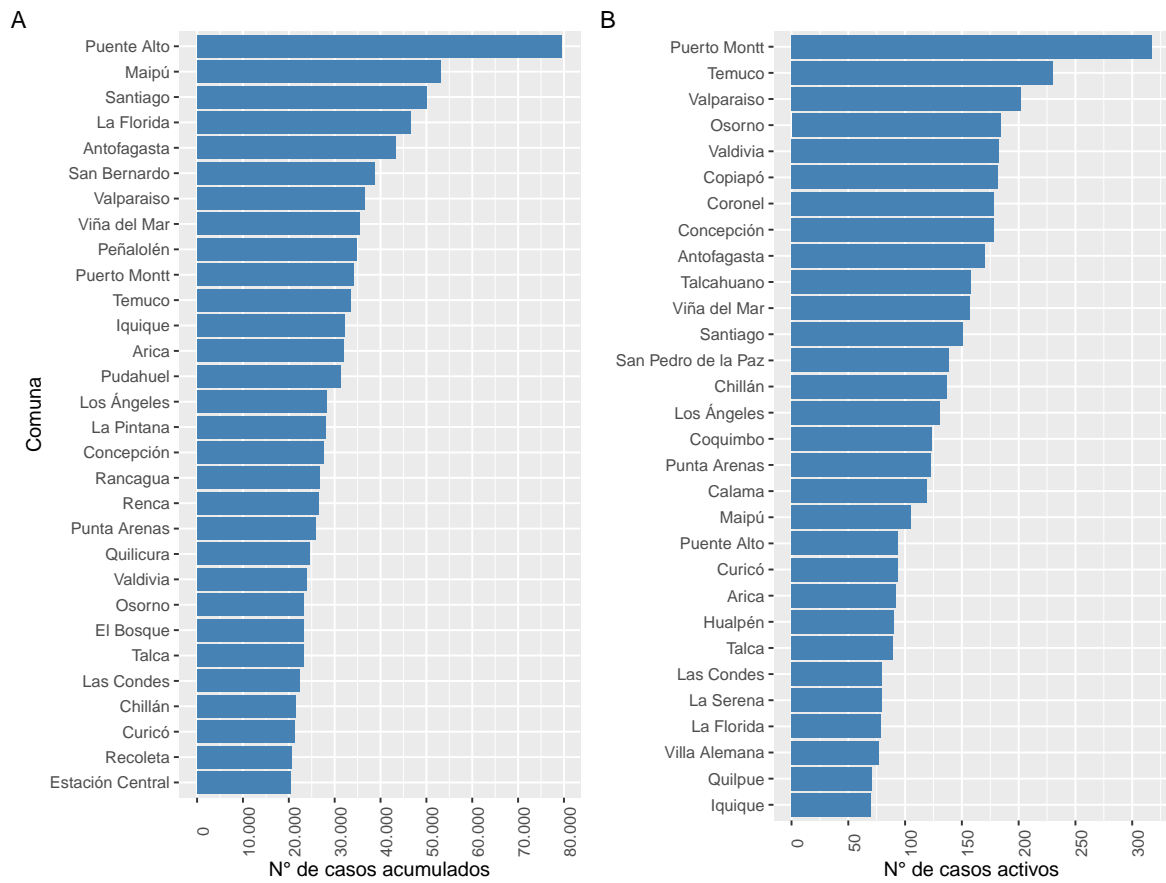 A
Comuna
Puente Alto
Maipú
Santiago
La Florida
Antofagasta
San Bernardo
Valparaiso
Viña del Mar
Peñalolén
Puerto Montt
Temuco
Iquique
Arica
Pudahuel
Los Ángeles
La Pintana
Concepción
Rancagua
Renca
Punta Arenas
Quilicura
Valdivia
Osorno
El Bosque
Talca
Las Condes
Chillán
Curicó
Recoleta
Estación Central
0
10.000
20.000
30.000
40.000
50.000
60.000
70.000
80.000
N° de casos acumulados
B
Puerto Montt
Temuco
Valparaiso
Osorno
Valdivia
Copiapó
Coronel
Concepción
Antofagasta
Talcahuano
Viña del Mar
Santiago
San Pedro de la Paz
Chillán
Los Ángeles
Coquimbo
Punta Arenas
Calama
Maipú
Puente Alto
Curicó
Arica
Hualpén
Talca
Las Condes
La Serena
La Florida
Villa Alemana
Quilpue
Iquique
0
50
100
150
200
250
300
N° de casos activos